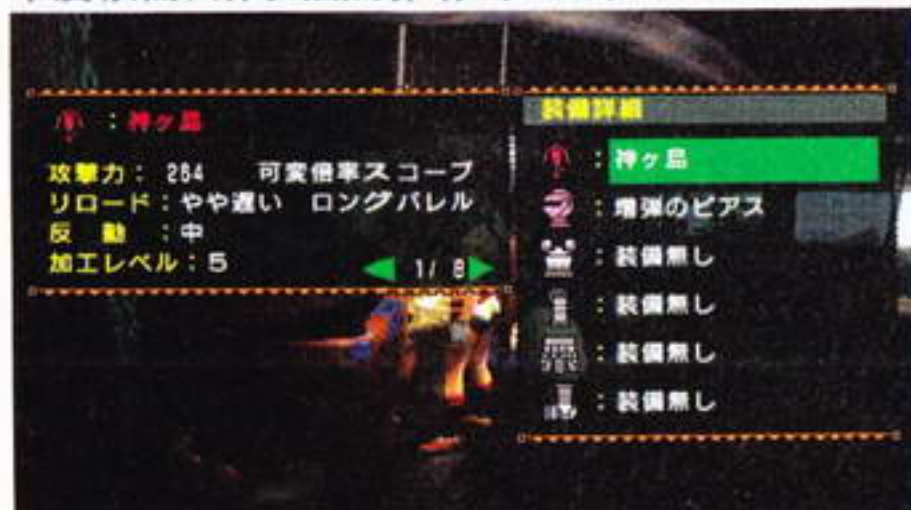 :神ヶ島
攻撃力: 264 可変倍率スコープ
リロード:やや遅い ロングバレル
反 動 :中
加工レベル:5
1/ 8
装備詳細
:神ヶ島
:増弾のピアス
:装備無し
:装備無し
:装備無し
:装備無し